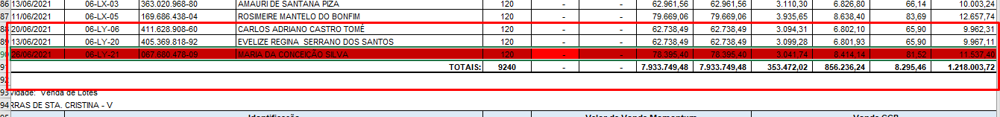 86 13/06/2021 06-LX-03 363.020.968-80 AMAURI DE SANTANA PIZA 120 - - 62.961,56 62.961,56 3.110,30 6.826,80 66,14 10.003,24
87 11/06/2021 06-LX-05 169.686.438-04 ROSIMEIRE MANTELO DO BONFIM 120 - - 79.669,06 79.669,06 3.935,65 8.638,40 83,69 12.657,74
88 20/06/2021 06-LY-06 411.628.908-60 CARLOS ADRIANO CASTRO TOMÉ 120 - - 62.738,49 62.738,49 3.094,31 6.802,10 65,90 9.962,31
89 13/06/2021 06-LY-20 405.369.818-92 EVELIZE REGINA SERRANO DOS SANTOS 120 - - 62.738,49 62.738,49 3.099,28 6.801,93 65,90 9.967,11
90 26/06/2021 06-LY-21 067.680.478-09 MARIA DA CONCEIÇÃO SILVA 120 - - 78.395,40 78.395,40 3.041,74 8.414,14 81,52 11.537,40
91 TOTAIS: 9240 - - 7.933.749,48 7.933.749,48 353.472,02 856.236,24 8.295,46 1.218.003,72
92
93 vidade: Venda de Lotes
94 RRAS DE STA. CRISTINA - V
95 Identificação Valor de Venda Momentum Venda CCB